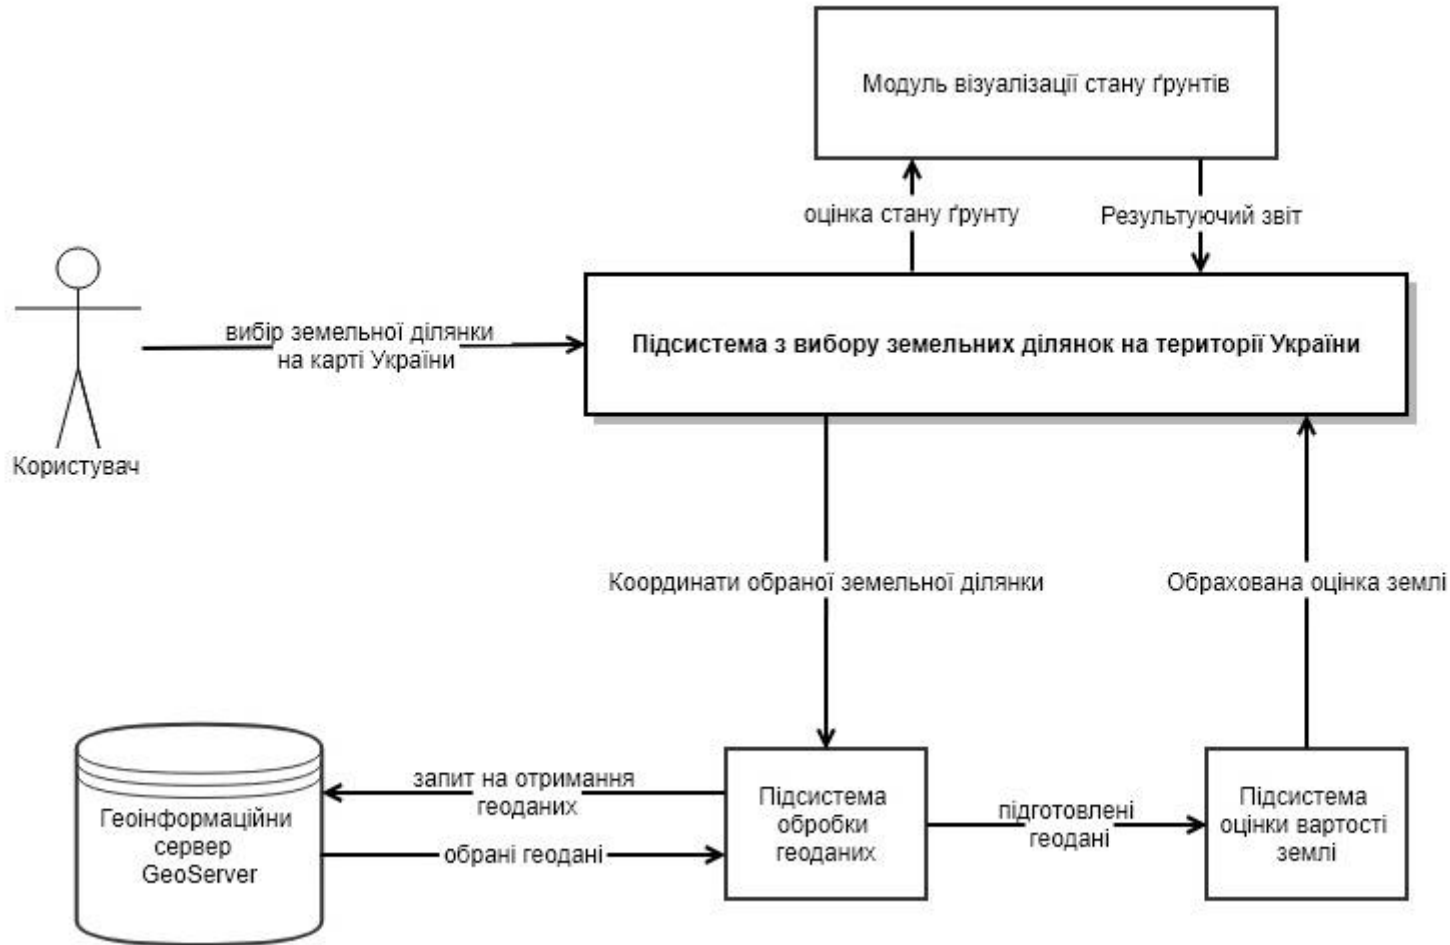 Модуль візуалізації стану ґрунтів
оцінка стану ґрунту
Результуючий звіт
вибір земельної ділянки
на карті України
Підсистема з вибору земельних ділянок на території України
Користувач
Координати обраної земельної ділянки
Обрахована оцінка землі
запит на отримання
геоданих
Геоінформаційни
сервер
GeoServer
обрані геодані
Підсистема
обробки
геоданих
підготовлені
геодані
Підсистема
оцінки вартості
землі